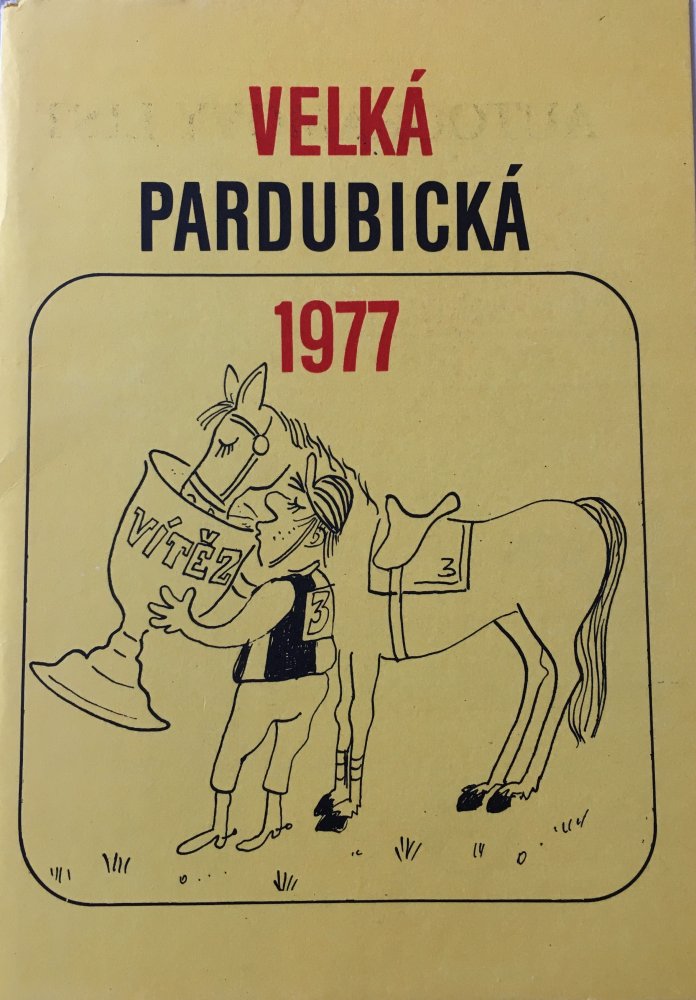 VELKÁ
PARDUBICKÁ
1977
VÍTĚZ
3
3